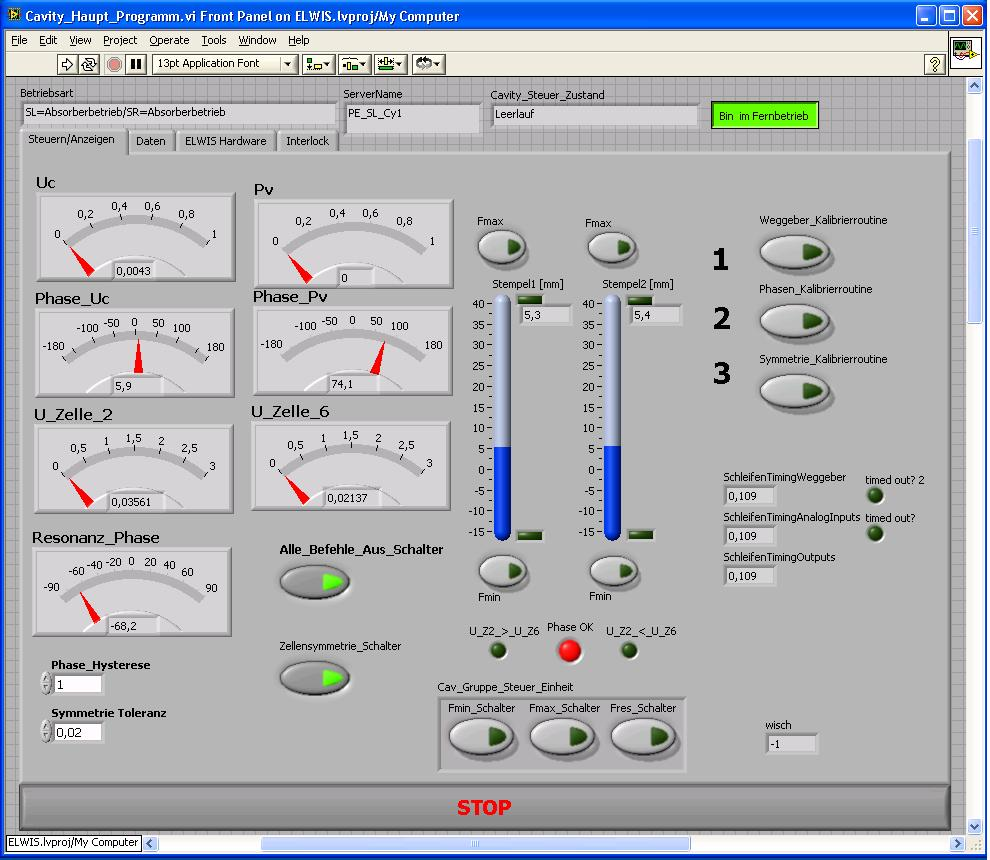 Cavity_Haupt_Programm.vi Front Panel on ELWIS.lvproj/My Computer
File Edit View Project Operate Tools Window Help
13pt Application Font
?
Betriebsart
SL=Absorberbetrieb/SR=Absorberbetrieb
ServerName
PE_SL_Cy1
Cavity_Steuer_Zustand
Leerlauf
Bin im Fernbetrieb
Steuern/Anzeigen Daten ELWIS Hardware Interlock
Uc
0 0,2 0,4 0,6 0,8 1
0,0043
Pv
0 0,2 0,4 0,6 0,8 1
0
Phase_Uc
-180 -100 -50 0 50 100 180
5,9
Phase_Pv
-180 -100 -50 0 50 100 180
74,1
U_Zelle_2
0 0,5 1 1,5 2 2,5 3
0,03561
U_Zelle_6
0 0,5 1 1,5 2 2,5 3
0,02137
Resonanz_Phase
-90 -60 -40 -20 0 20 40 60 90
-68,2
Alle_Befehle_Aus_Schalter
Zellensymmetrie_Schalter
Phase_Hysterese
1
Symmetrie Toleranz
0,02
Fmax
Stempel1 [mm]
5,3
40
35
30
25
20
15
10
5
0
-5
-10
-15
Fmin
Fmax
Stempel2 [mm]
5,4
40
35
30
25
20
15
10
5
0
-5
-10
-15
Fmin
U_Z2_>_U_Z6 Phase OK U_Z2_<_U_Z6
Cav_Gruppe_Steuer_Einheit
Fmin_Schalter Fmax_Schalter Fres_Schalter
Weggeber_Kalibrierroutine
1
Phasen_Kalibrierroutine
2
Symmetrie_Kalibrierroutine
3
SchleifenTimingWeggeber timed out? 2
0,109
SchleifenTimingAnalogInputs timed out?
0,109
SchleifenTimingOutputs
0,109
wisch
-1
STOP
ELWIS.lvproj/My Computer